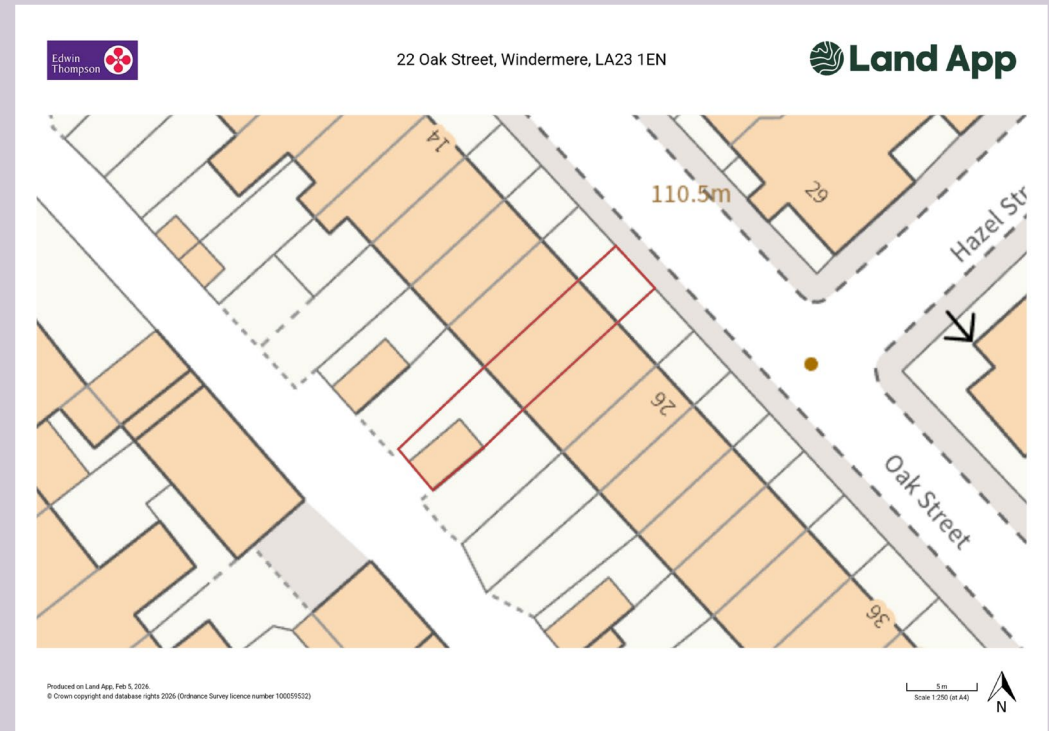 Edwin
Thompson
22 Oak Street, Windermere, LA23 1EN
Land App
14
110.5m
29
Hazel Str
26
Oak Street
36
Produced on Land App, Feb 5, 2026.
© Crown copyright and database rights 2026 (Ordnance Survey licence number 100059532)
5 m
Scale 1:250 (at A4)
N